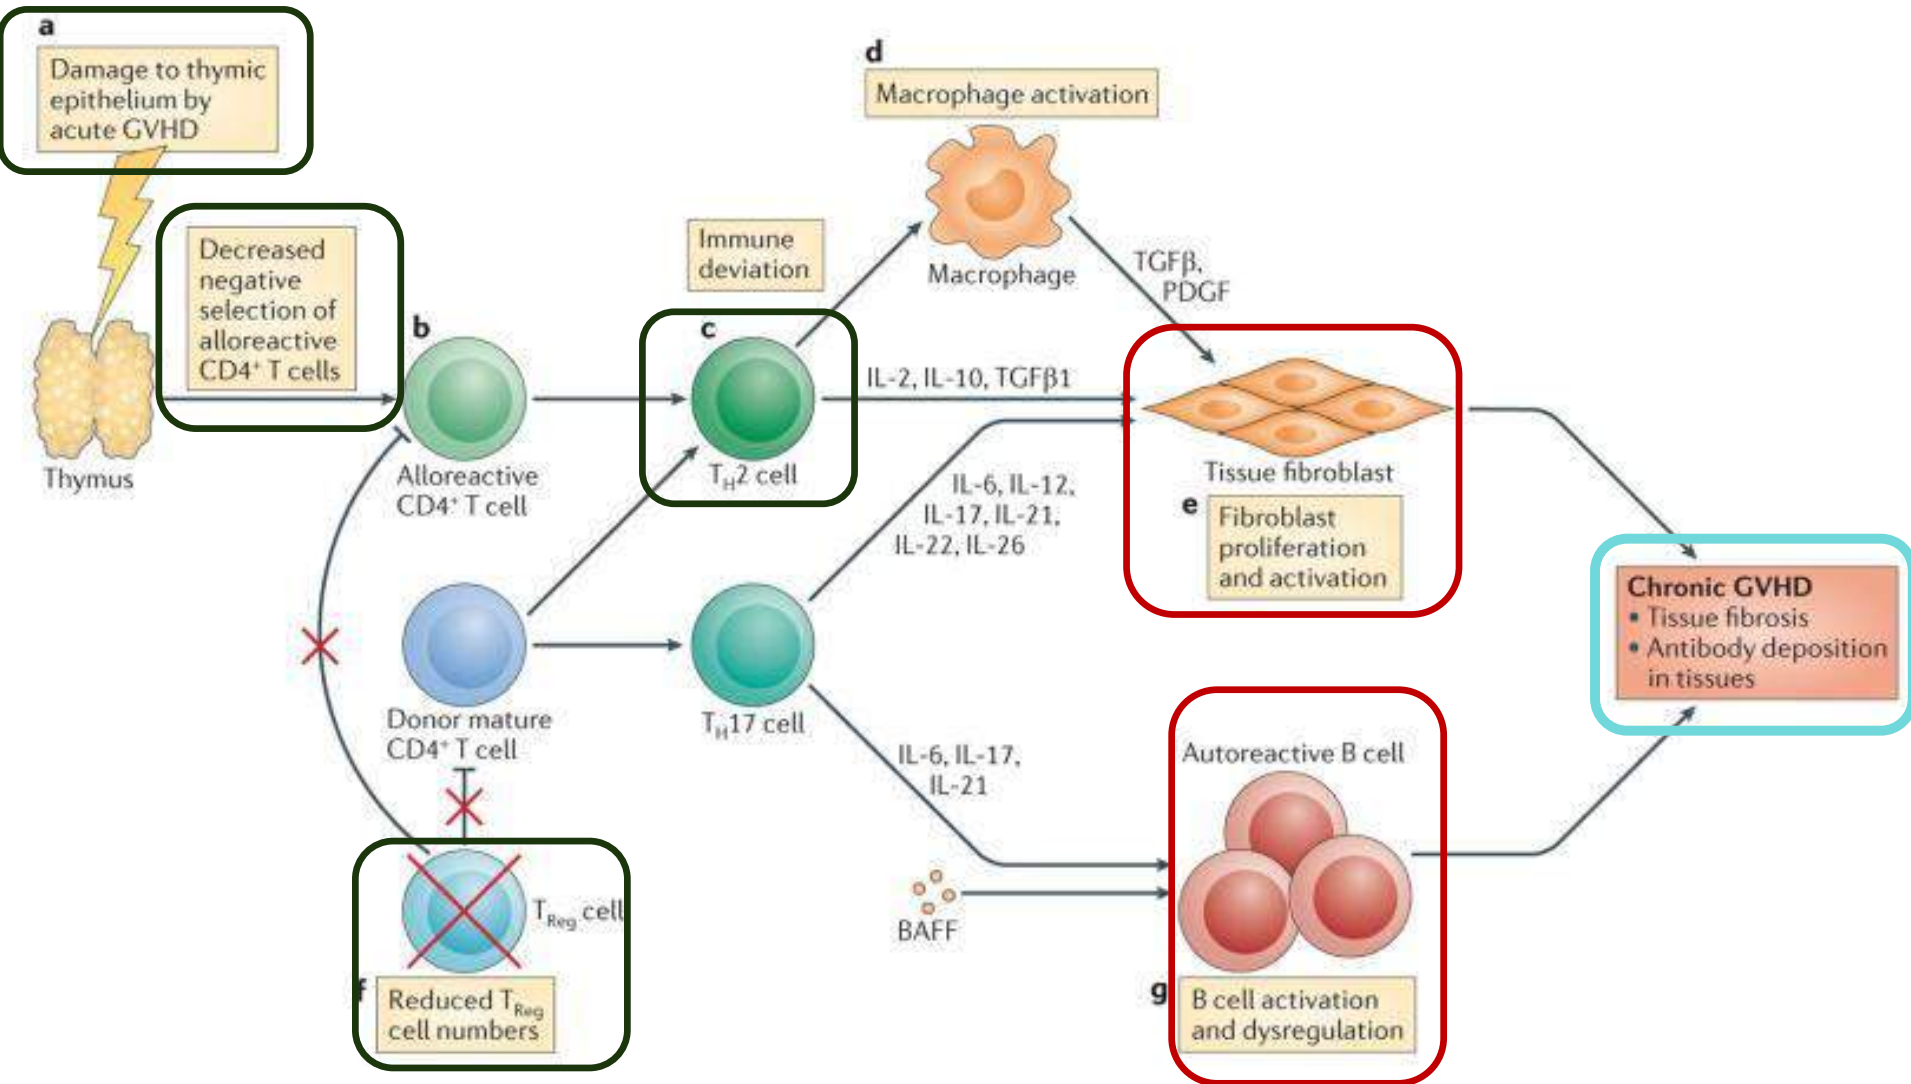 a
Damage to thymic
epithelium by
acute GVHD
Decreased
negative
selection of
alloreactive
CD4⁺ T cells
Thymus
b
Alloreactive
CD4⁺ T cell
Immune
deviation
c
T_H2 cell
d
Macrophage activation
Macrophage
TGFβ,
PDGF
IL-2, IL-10, TGFβ1
IL-6, IL-12,
IL-17, IL-21,
IL-22, IL-26
Tissue fibroblast
e
Fibroblast
proliferation
and activation
Donor mature
CD4⁺ T cell
T_H17 cell
IL-6, IL-17,
IL-21
BAFF
T_Reg cell
f
Reduced T_Reg
cell numbers
Autoreactive B cell
g
B cell activation
and dysregulation
Chronic GVHD
• Tissue fibrosis
• Antibody deposition
in tissues